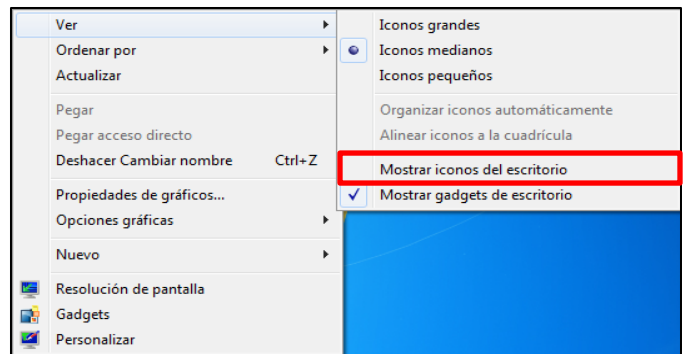 Ver
Ordenar por
Actualizar
Pegar
Pegar acceso directo
Deshacer Cambiar nombre Ctrl+Z
Propiedades de gráficos...
Opciones gráficas
Nuevo
Resolución de pantalla
Gadgets
Personalizar
Iconos grandes
Iconos medianos
Iconos pequeños
Organizar iconos automáticamente
Alinear iconos a la cuadrícula
Mostrar iconos del escritorio
Mostrar gadgets de escritorio